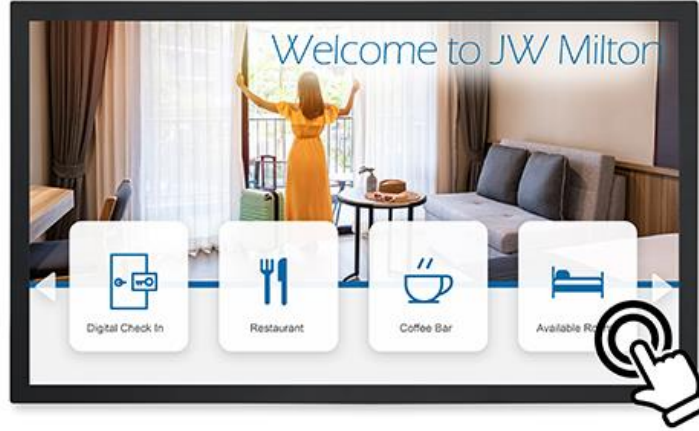 Welcome to JW Milton
Digital Check In
Restaurant
Coffee Bar
Available